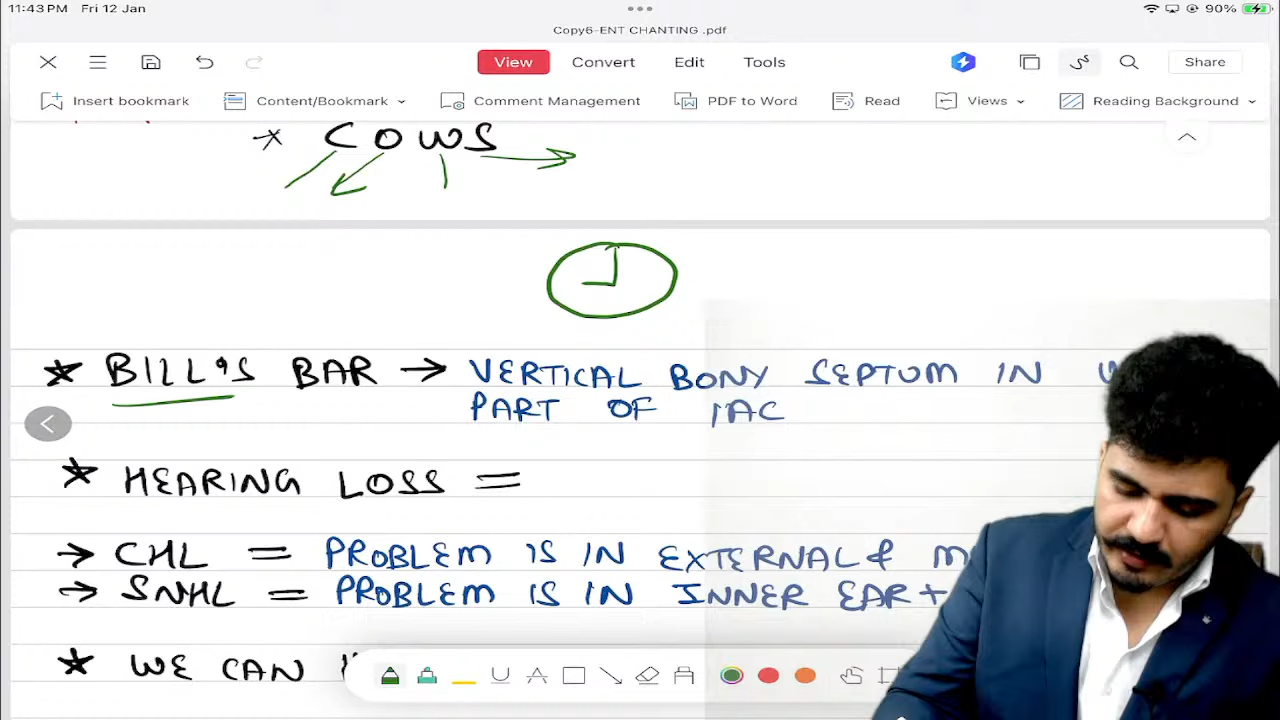 11:43 PM Fri 12 Jan
90%
Copy6-ENT CHANTING .pdf
View Convert Edit Tools Share
Insert bookmark Content/Bookmark Comment Management PDF to Word Read Views Reading Background
* COWS
* BILL'S BAR → VERTICAL BONY SEPTUM IN
PART OF IAC
* HEARING LOSS =
→ CHL = PROBLEM IS IN EXTERNAL &
→ SNHL = PROBLEM IS IN INNER EAR +
* WE CAN